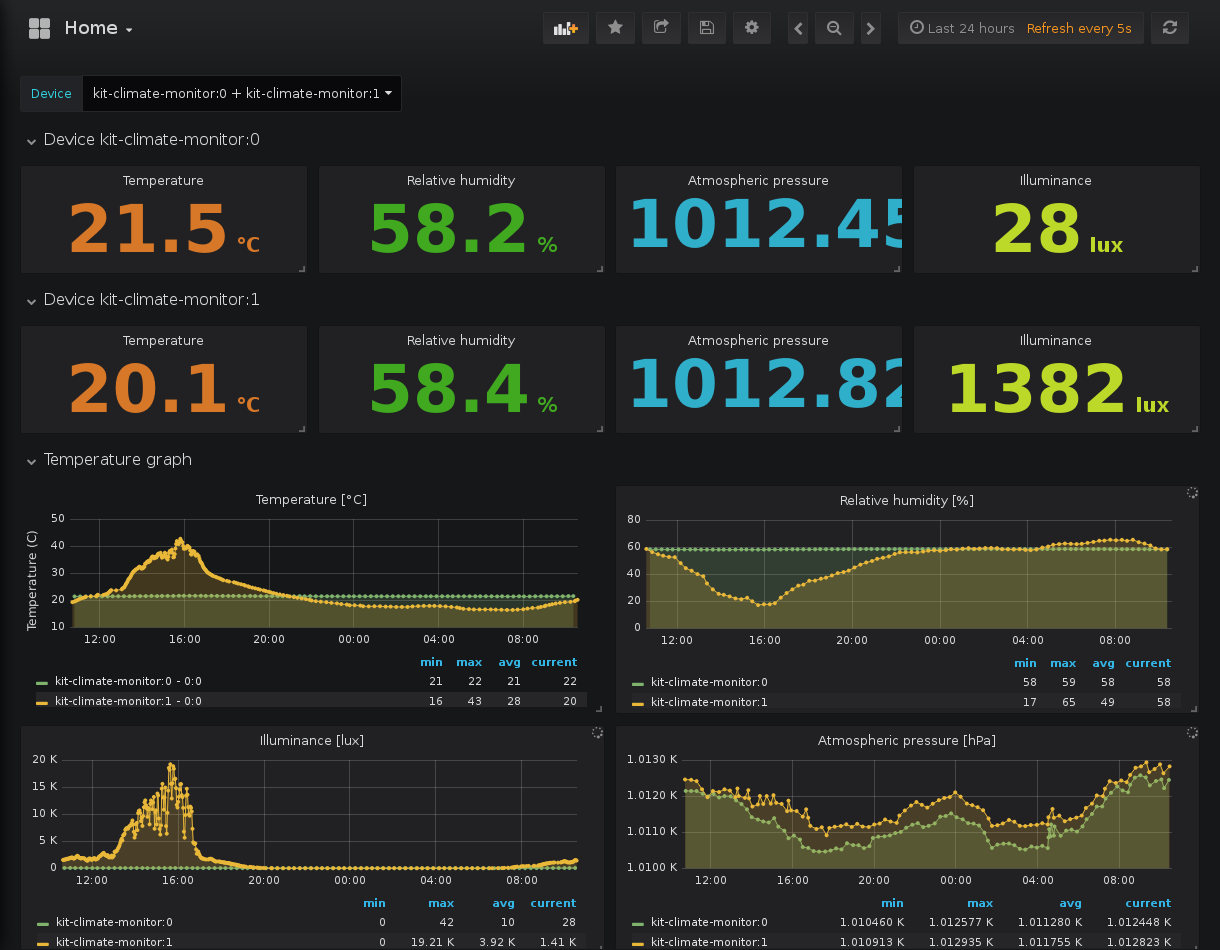 Home
Last 24 hours Refresh every 5s
Device kit-climate-monitor:0 + kit-climate-monitor:1
Device kit-climate-monitor:0
Temperature Relative humidity Atmospheric pressure Illuminance
21.5 °C 58.2 % 1012.45 28 lux
Device kit-climate-monitor:1
Temperature Relative humidity Atmospheric pressure Illuminance
20.1 °C 58.4 % 1012.82 1382 lux
Temperature graph
Temperature [°C]
Temperature (C)
50
40
30
20
10
12:00 16:00 20:00 00:00 04:00 08:00
min max avg current
kit-climate-monitor:0 - 0:0 21 22 21 22
kit-climate-monitor:1 - 0:0 16 43 28 20
Relative humidity [%]
80
60
40
20
0
12:00 16:00 20:00 00:00 04:00 08:00
min max avg current
kit-climate-monitor:0 58 59 58 58
kit-climate-monitor:1 17 65 49 58
Illuminance [lux]
20 K
15 K
10 K
5 K
0
12:00 16:00 20:00 00:00 04:00 08:00
min max avg current
kit-climate-monitor:0 0 42 10 28
kit-climate-monitor:1 0 19.21 K 3.92 K 1.41 K
Atmospheric pressure [hPa]
1.0130 K
1.0120 K
1.0110 K
1.0100 K
12:00 16:00 20:00 00:00 04:00 08:00
min max avg current
kit-climate-monitor:0 1.010460 K 1.012577 K 1.011280 K 1.012448 K
kit-climate-monitor:1 1.010913 K 1.012935 K 1.011755 K 1.012823 K